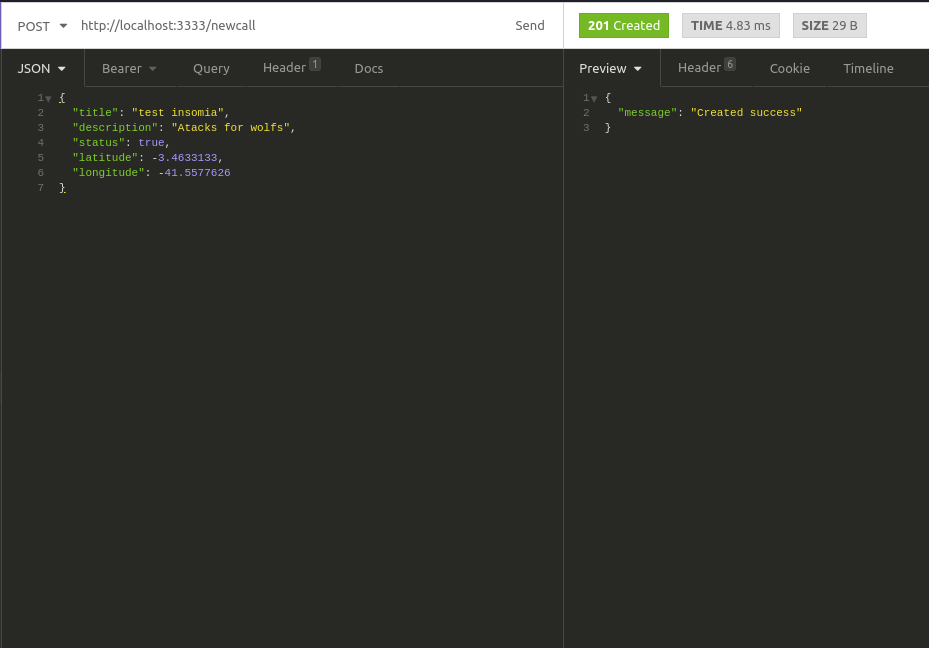 POST http://localhost:3333/newcall Send 201 Created TIME 4.83 ms SIZE 29 B
JSON Bearer Query Header 1 Docs Preview Header 6 Cookie Timeline
1 {
2 "title": "test insomia",
3 "description": "Atacks for wolfs",
4 "status": true,
5 "latitude": -3.4633133,
6 "longitude": -41.5577626
7 }
1 {
2 "message": "Created success"
3 }